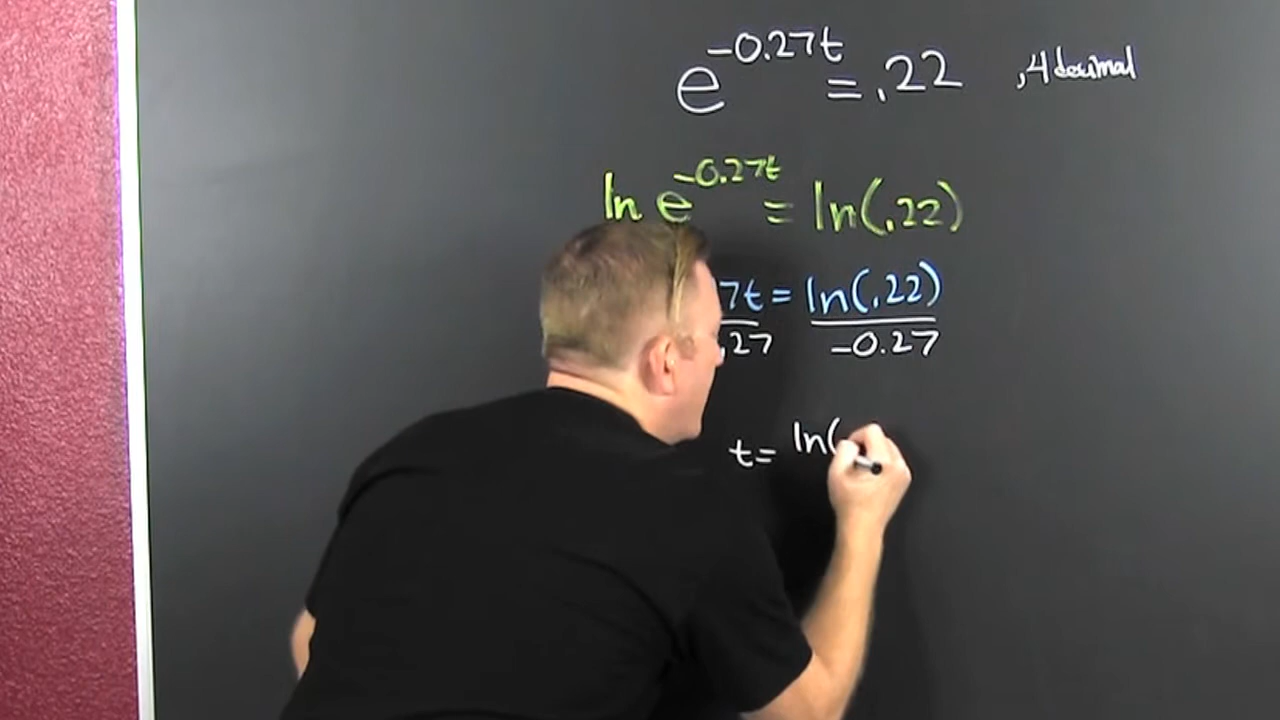 e^-0.27t = .22 , 4 decimal
ln e^-0.27t = ln(.22)
7t = ln(.22)
.27 -0.27
t = ln(